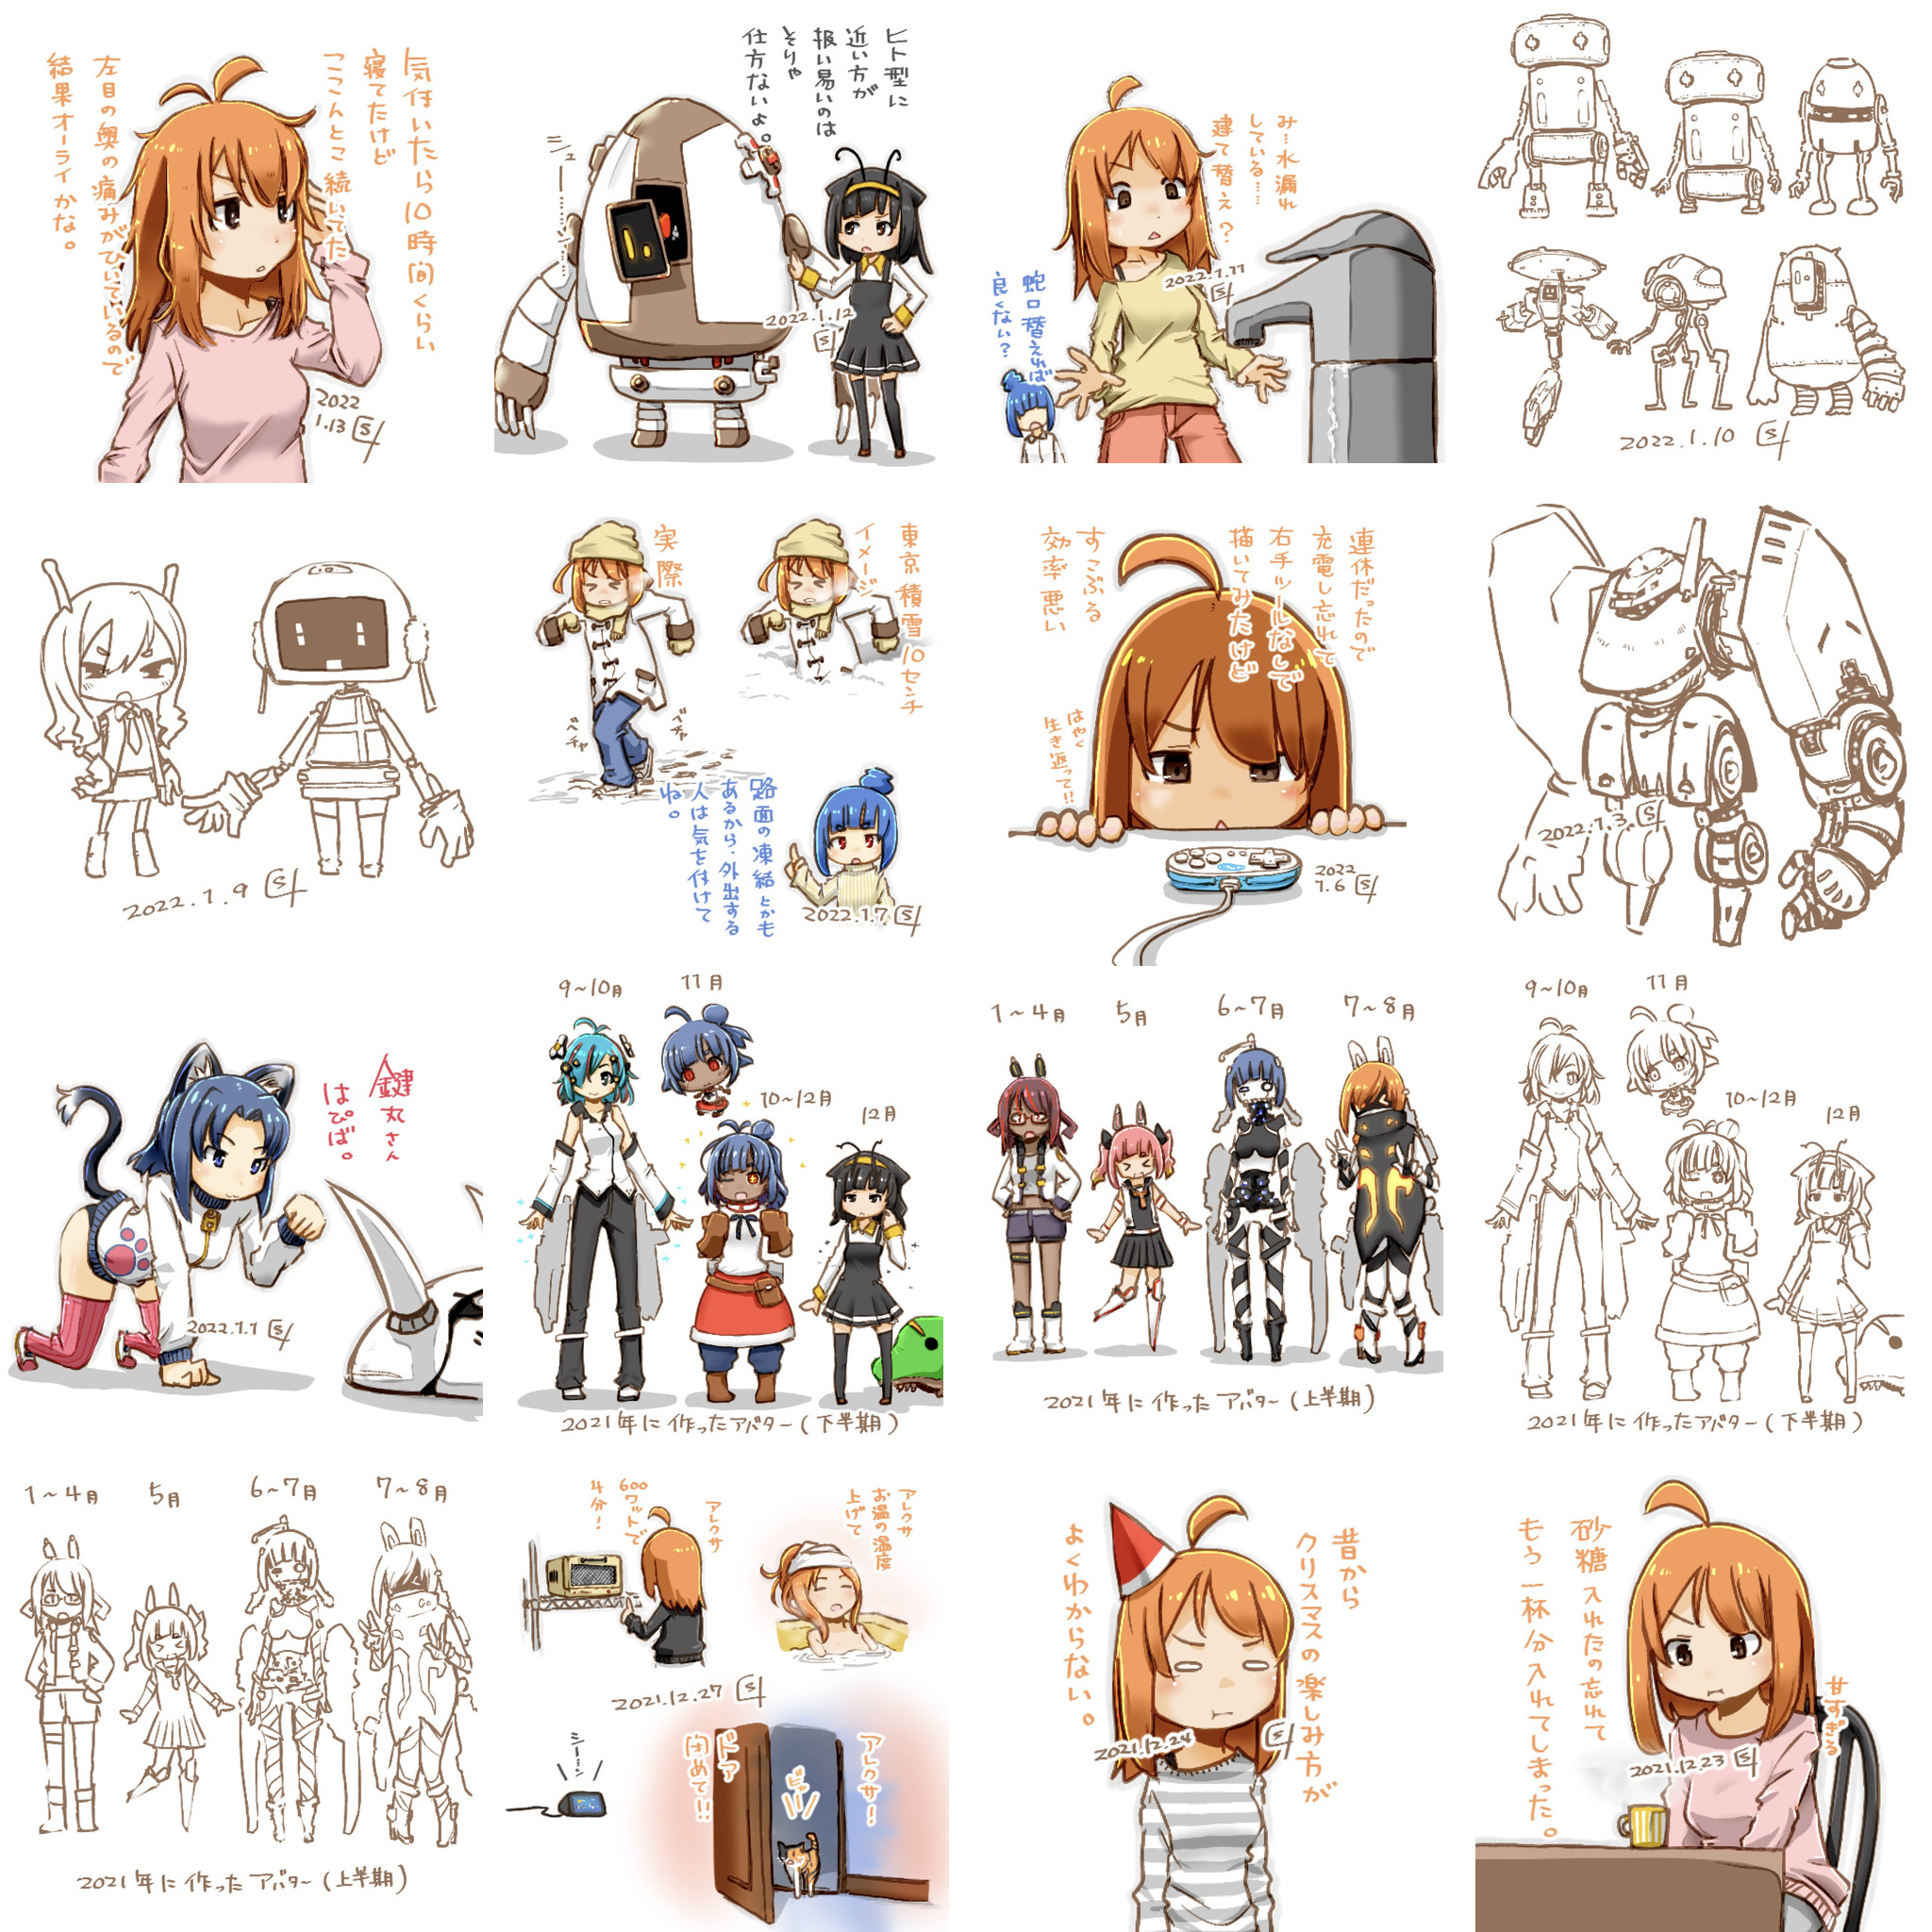 気付いたら10時間くらい
寝てたけど
ここんとこ続いてた
左目の奥の痛みがひいているので
結果オーライかな。
2022
1.13
ヒト型に
近い方が
扱い易いのは
そりゃ
仕方ないよ。
ミュ
ーーーン…
2022.1.12
み…水漏れ
している……
建て替え?
2022.1.11
蛇口替えれば
良くない?
2022.1.10
2022.1.9
東京積雪10センチ
イメージ
実際
ベチャ
ベチャ
路面の凍結とかも
あるから、外出する
人は気を付けて
ね。
2022.1.7
連休だったので
充電し忘れて
右手ツールなしで
描いてみたけど
すこぶる
効率悪い
はやく
生き返って!!
2022
1.6
2022.1.3.
鍵丸さん
はぴば。
2022.1.1
9~10月
11月
10~12月
12月
2021年に作ったアバター(下半期)
1~4月
5月
6~7月
7~8月
2021年に作ったアバター(上半期)
9~10月
11月
10~12月
12月
2021年に作ったアバター(下半期)
1~4月
5月
6~7月
7~8月
2021年に作ったアバター(上半期)
アレクサ
600
ワットで
4分!
アレクサ
お湯の温度
上げて
2021.12.27
シーン
アレクサ!
ドア
閉めて!!
昔から
クリスマスの楽しみ方が
よくわからない。
2021.12.24
砂糖入れたの忘れて
もう一杯分入れてしまった。
甘すぎる
2021.12.23